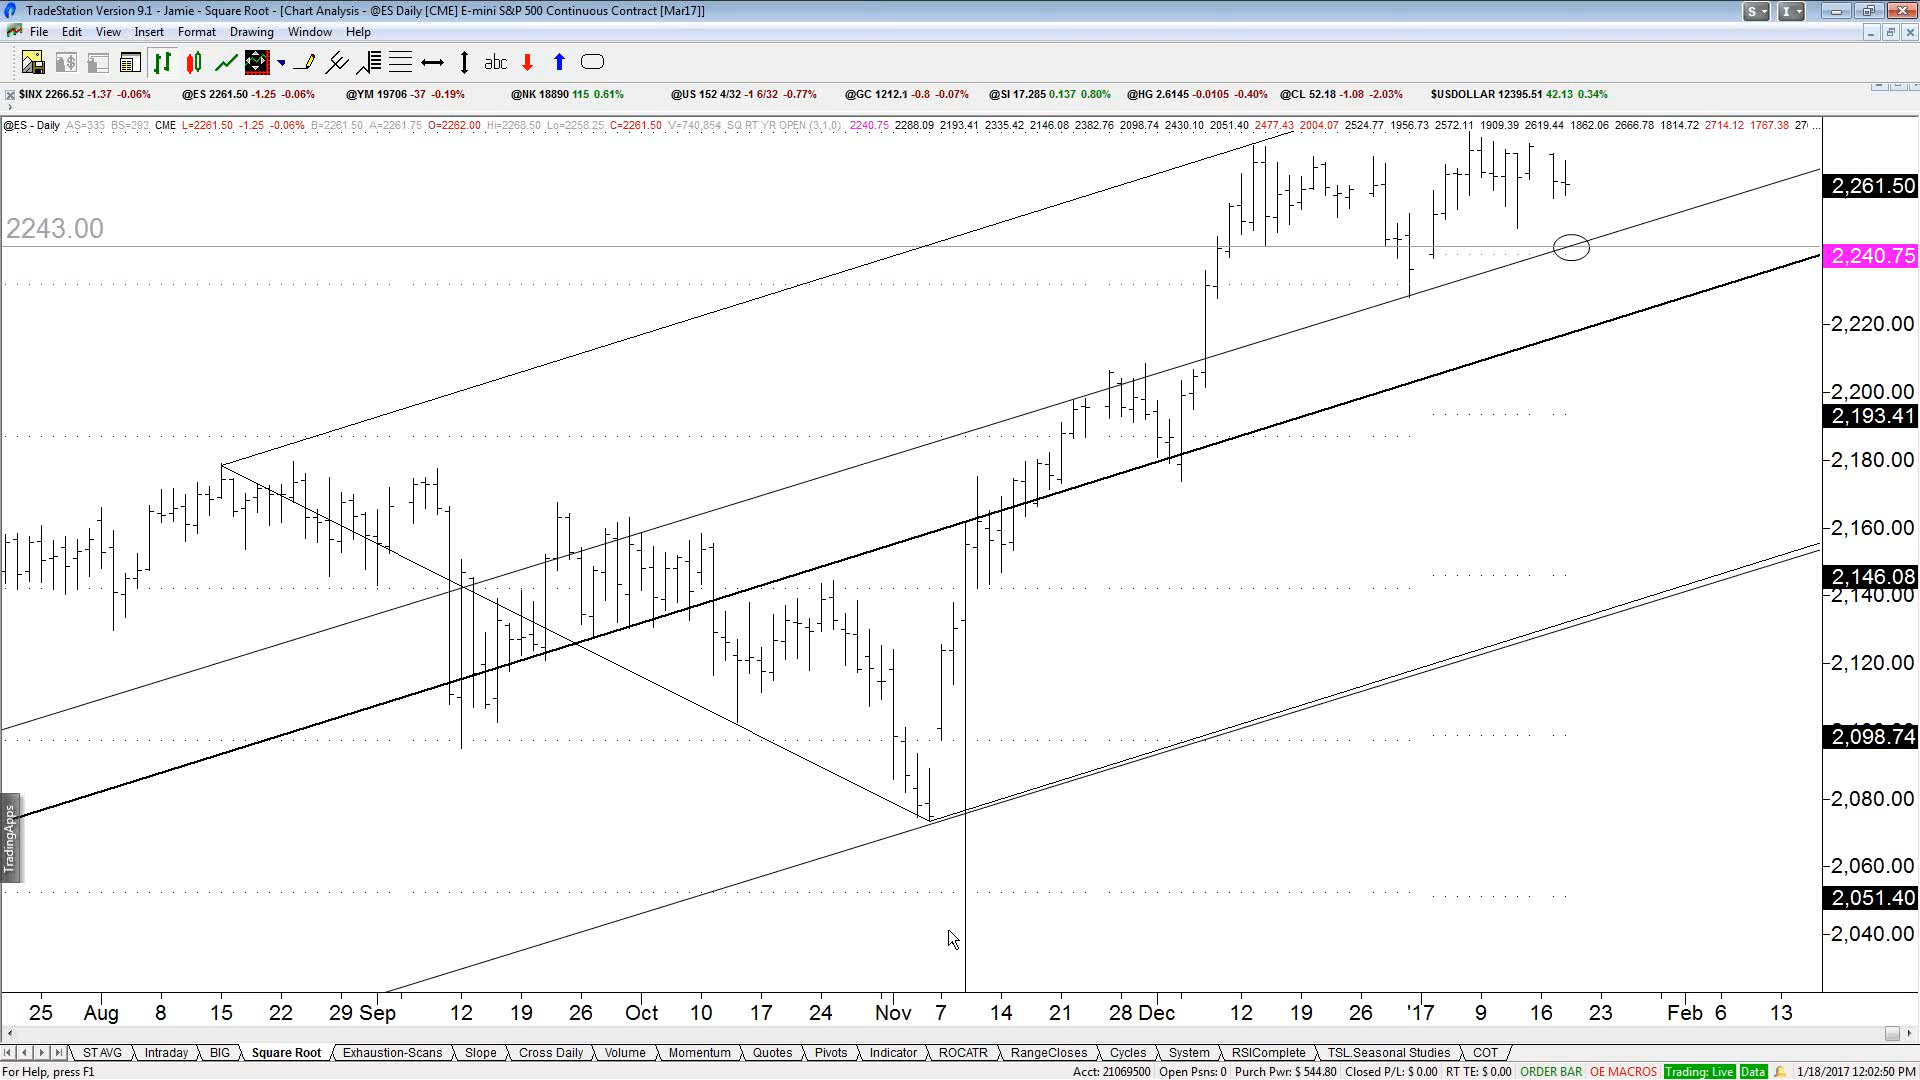 TradeStation Version 9.1 - Jamie - Square Root - [Chart Analysis - @ES Daily [CME] E-mini S&P 500 Continuous Contract [Mar17]]
S I
File Edit View Insert Format Drawing Window Help
abc
$INX 2266.52 -1.37 -0.06% @ES 2261.50 -1.25 -0.06% @YM 19706 -37 -0.19% @NK 18890 115 0.61% @US 152 4/32 -1 6/32 -0.77% @GC 1212.1 -0.8 -0.07% @SI 17.285 0.137 0.80% @HG 2.6145 -0.0105 -0.40% @CL 52.18 -1.08 -2.03% $USDOLLAR 12395.51 42.13 0.34%
@ES - Daily AS=335 BS=293 CME L=2261.50 -1.25 -0.06% B=2261.50 A=2261.75 O=2262.00 Hi=2268.50 Lo=2258.25 C=2261.50 V=740,854 SQ RT YR OPEN (3,1,0) 2240.75 2288.09 2193.41 2335.42 2146.08 2382.76 2098.74 2430.10 2051.40 2477.43 2004.07 2524.77 1956.73 2572.11 1909.39 2619.44 1862.06 2666.78 1814.72 2714.12 1767.38 ...
2,261.50
2243.00
2,240.75
2,220.00
2,200.00
2,193.41
2,180.00
2,160.00
2,146.08
2,140.00
2,120.00
2,098.74
2,080.00
TradingApps
2,060.00
2,051.40
2,040.00
25 Aug 8 15 22 29 Sep 12 19 26 Oct 10 17 24 Nov 7 14 21 28 Dec 12 19 26 '17 9 16 23 Feb 6 13
STAVG Intraday BIG Square Root Exhaustion-Scans Slope Cross Daily Volume Momentum Quotes Pivots Indicator ROCATR RangeCloses Cycles System RSIComplete TSL.Seasonal Studies COT
For Help, press F1 Acct: 21069500 Open Psns: 0 Purch Pwr: $ 544.80 Closed P/L: $ 0.00 RT TE: $ 0.00 ORDER BAR OE MACROS Trading: Live Data 1/18/2017 12:02:50 PM